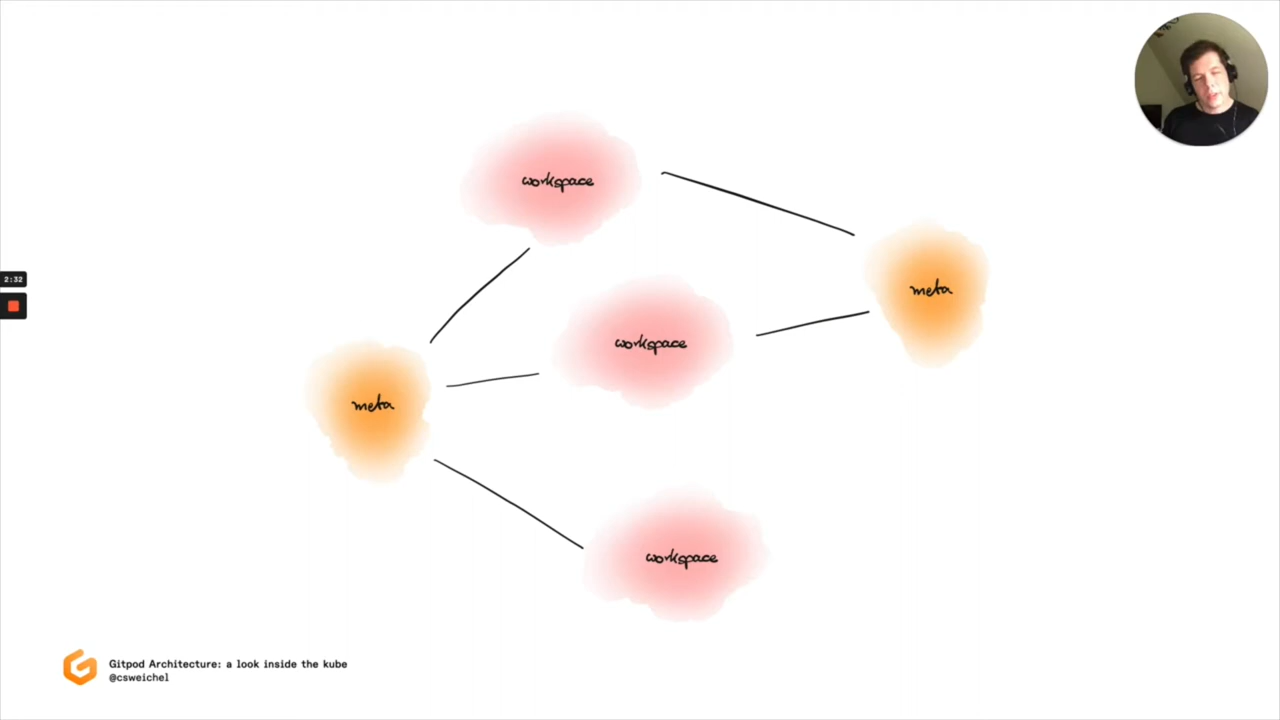 workspace
meta
workspace
2:32
meta
workspace
Gitpod Architecture: a look inside the kube
@csweichel